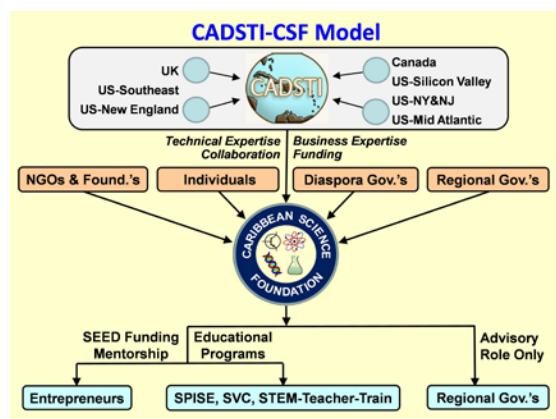 CADSTI-CSF Model
UK
US-Southeast
US-New England
CADSTI
Canada
US-Silicon Valley
US-NY&NJ
US-Mid Atlantic
Technical Expertise
Collaboration
Business Expertise
Funding
NGOs & Found.'s
Individuals
Diaspora Gov.'s
Regional Gov.'s
CARIBBEAN SCIENCE
FOUNDATION
SEED Funding
Mentorship
Educational
Programs
Advisory
Role Only
Entrepreneurs
SPISE, SVC, STEM-Teacher-Train
Regional Gov.'s